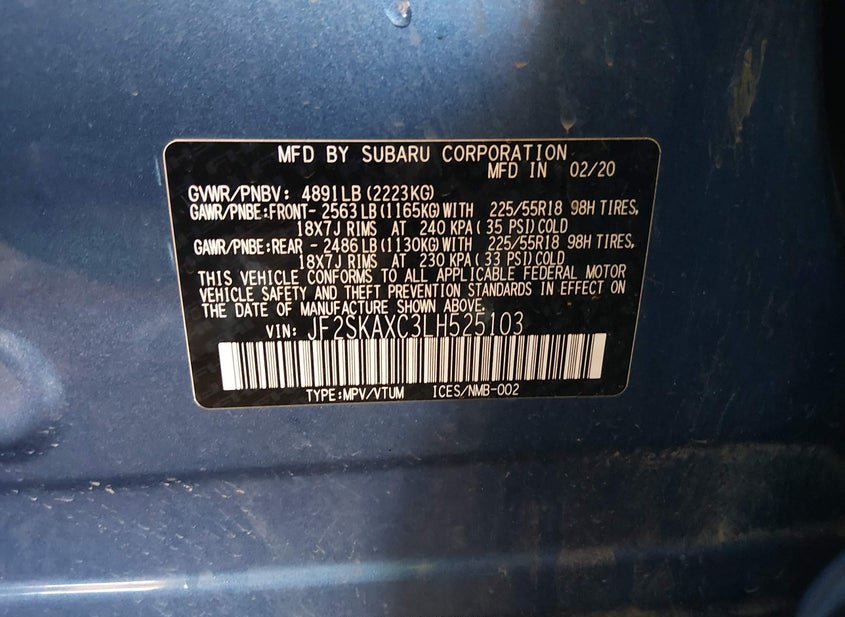 MFD BY SUBARU CORPORATION
MFD IN 02/20
GVWR/PNBV: 4891LB (2223KG)
GAWR/PNBE:FRONT- 2563LB (1165KG) WITH 225/55R18 98H TIRES,
18X7J RIMS AT 240 KPA ( 35 PSI) COLD
GAWR/PNBE:REAR - 2486LB (1130KG) WITH 225/55R18 98H TIRES,
18X7J RIMS AT 230 KPA ( 33 PSI) COLD
THIS VEHICLE CONFORMS TO ALL APPLICABLE FEDERAL MOTOR
VEHICLE SAFETY AND THEFT PREVENTION STANDARDS IN EFFECT ON
THE DATE OF MANUFACTURE SHOWN ABOVE.
VIN: JF2SKAXC3LH525103
TYPE:MPV/VTUM ICES/NMB-002